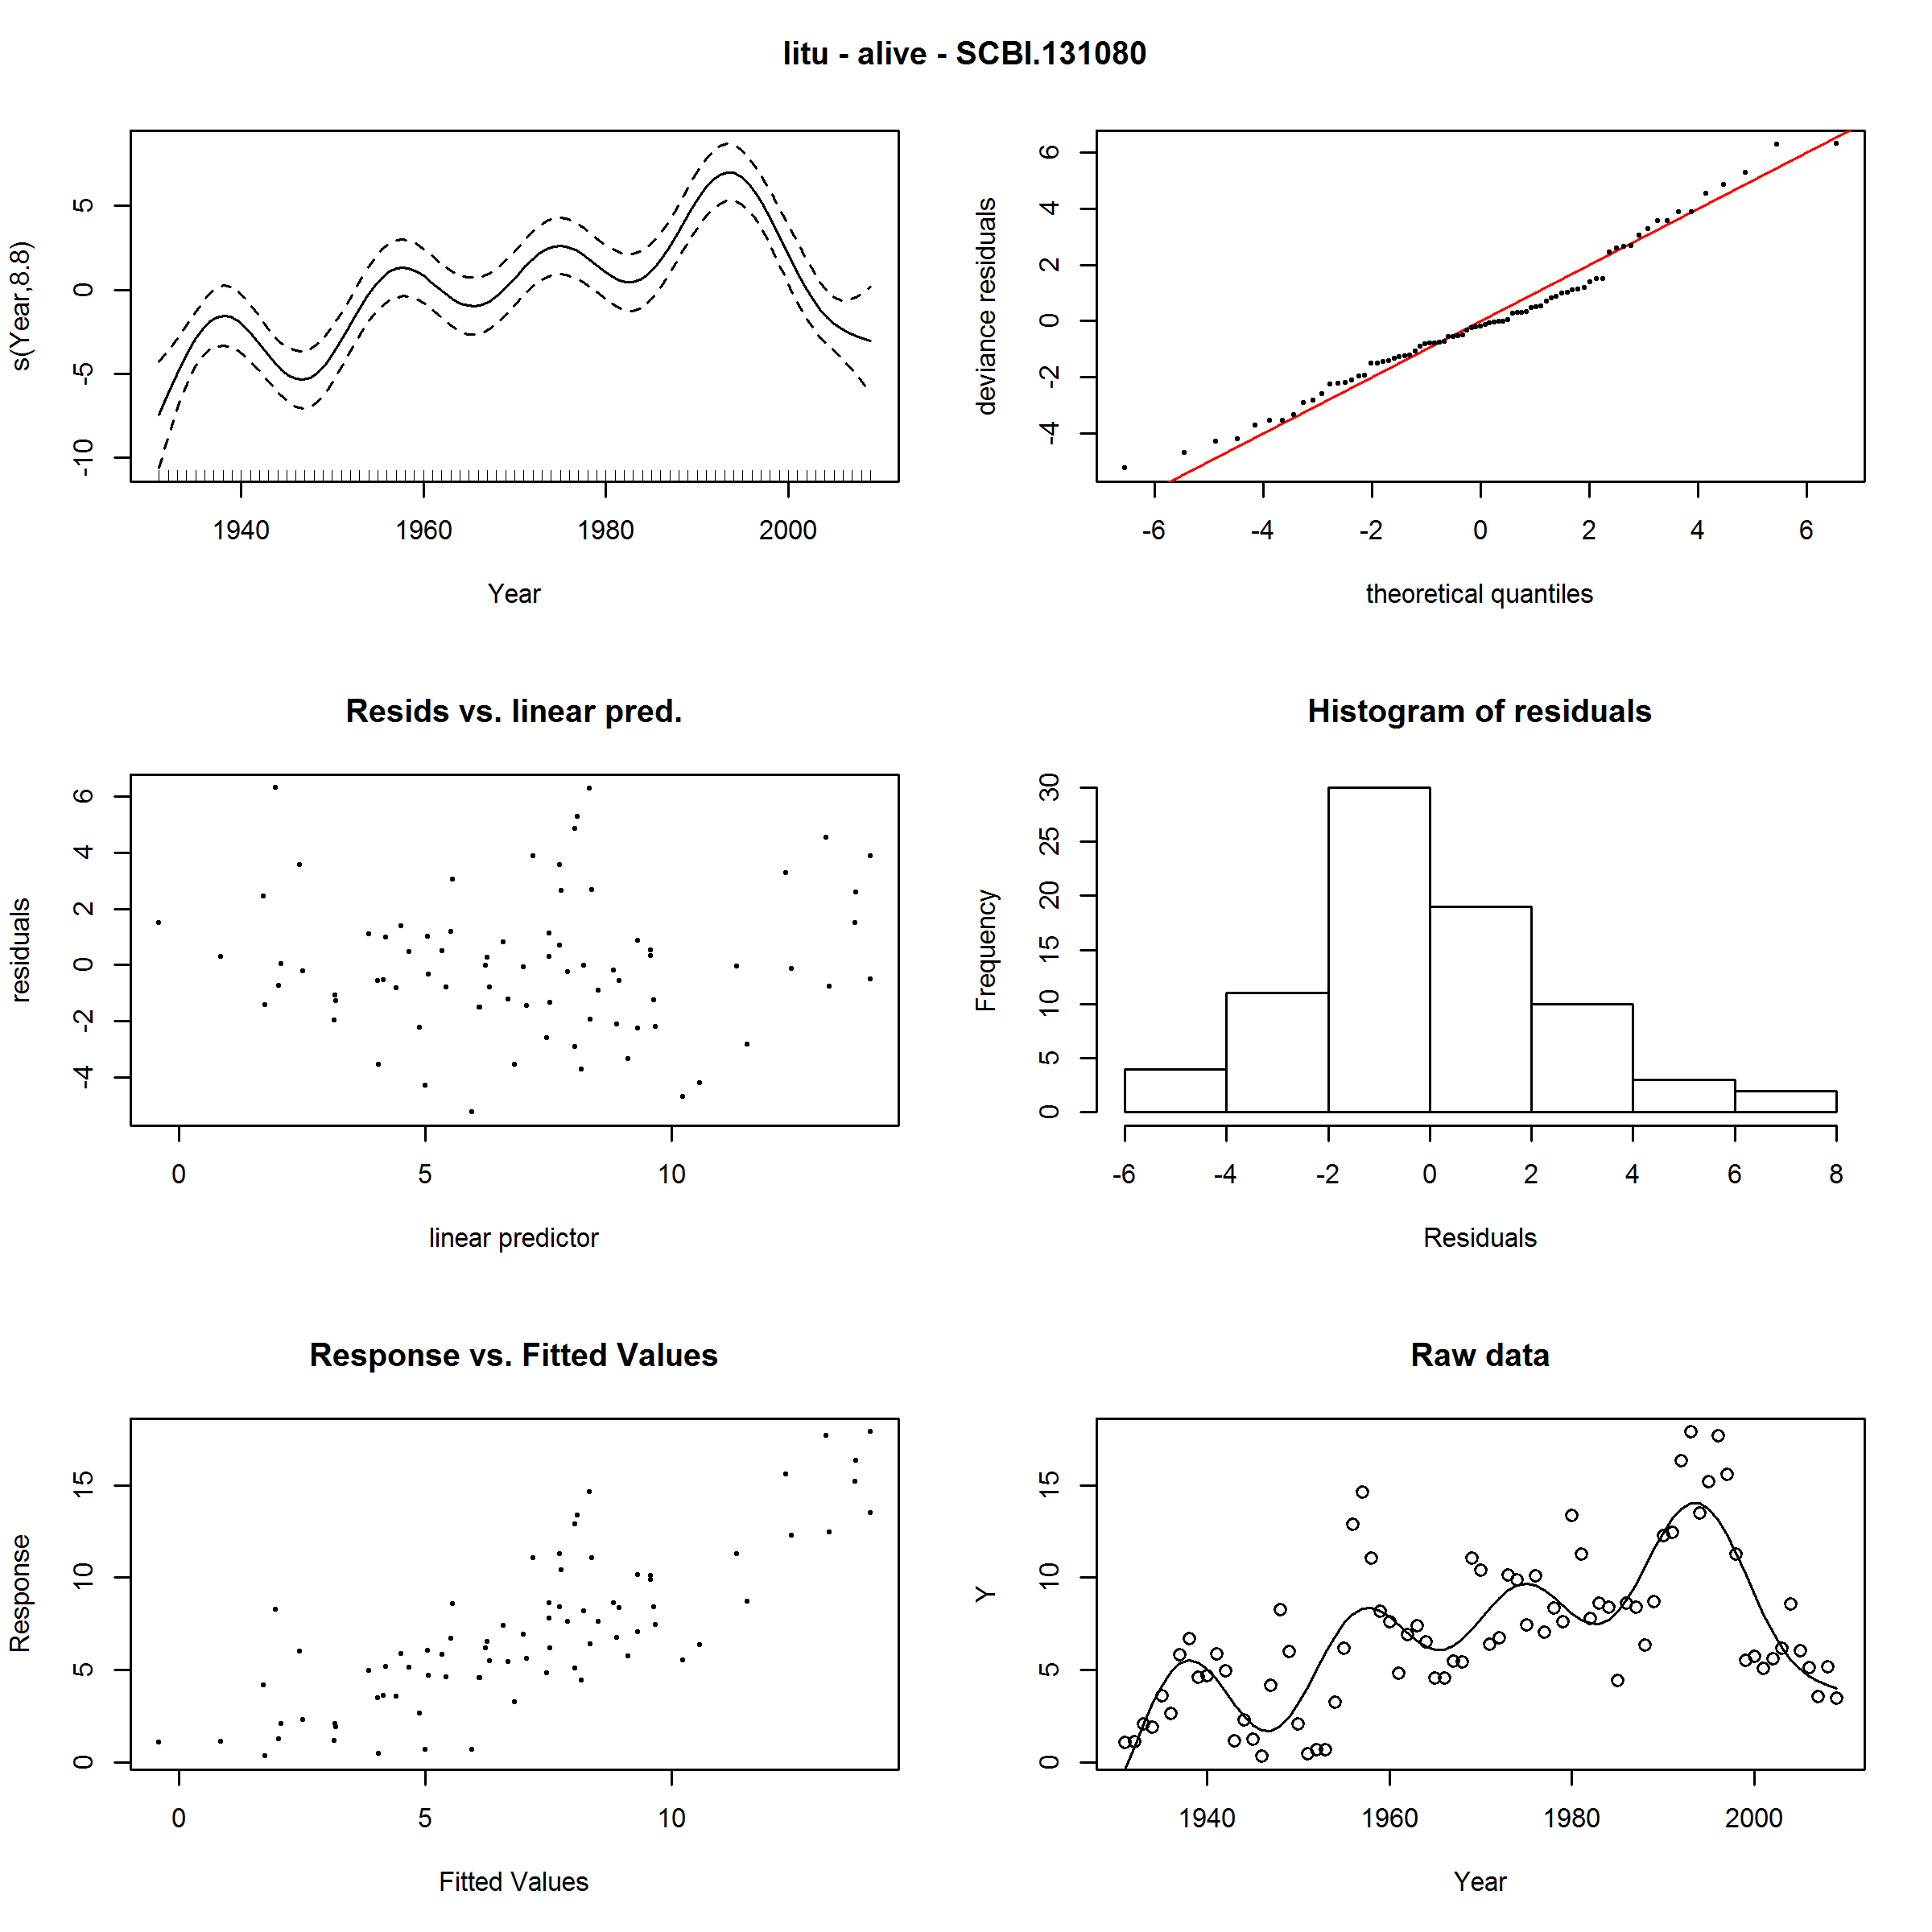 litu - alive - SCBI.131080
s(Year,8.8)
5
0
-5
-10
1940 1960 1980 2000
Year
deviance residuals
6
4
2
0
-2
-4
-6 -4 -2 0 2 4 6
theoretical quantiles
Resids vs. linear pred.
residuals
6
4
2
0
-2
-4
0 5 10
linear predictor
Histogram of residuals
Frequency
30
25
20
15
10
5
0
-6 -4 -2 0 2 4 6 8
Residuals
Response vs. Fitted Values
Response
15
10
5
0
0 5 10
Fitted Values
Raw data
Y
15
10
5
0
1940 1960 1980 2000
Year